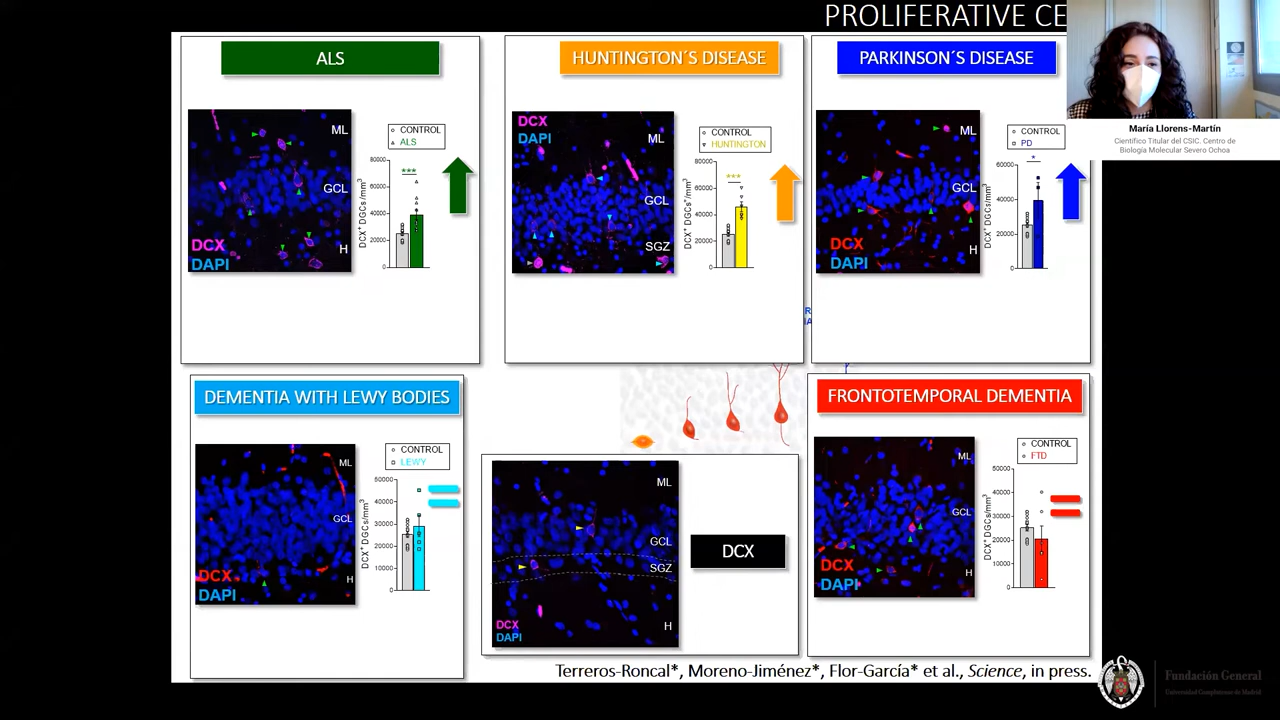 PROLIFERATIVE CE
ALS
ML
GCL
H
DCX
DAPI
CONTROL
ALS
***
80000
60000
40000
20000
0
DCX⁺ DGCs/mm³
HUNTINGTON´S DISEASE
DCX
DAPI
ML
GCL
SGZ
CONTROL
HUNTINGTON
***
80000
60000
40000
20000
0
DCX⁺ DGCs/mm³
PARKINSON´S DISEASE
ML
GCL
H
DCX
DAPI
CONTROL
PD
*
60000
40000
20000
0
DCX⁺ DGCs/mm³
María Llorens-Martín
Científico Titular del CSIC. Centro de
Biología Molecular Severo Ochoa
DEMENTIA WITH LEWY BODIES
ML
GCL
H
DCX
DAPI
CONTROL
LEWY
50000
40000
30000
20000
10000
0
DCX⁺ DGCs/mm³
ML
GCL
SGZ
H
DCX
DAPI
DCX
FRONTOTEMPORAL DEMENTIA
ML
GCL
H
DCX
DAPI
CONTROL
FTD
50000
40000
30000
20000
10000
0
DCX⁺ DGCs/mm³
Terreros-Roncal*, Moreno-Jiménez*, Flor-García* et al., Science, in press.
Fundación General
Universidad Complutense de Madrid